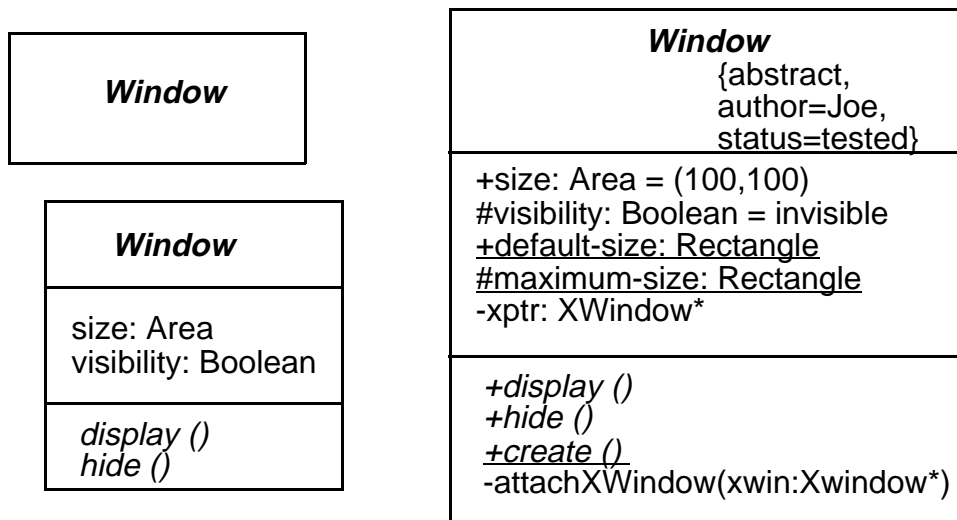 Window
Window
size: Area
visibility: Boolean
display ()
hide ()
Window
{abstract,
author=Joe,
status=tested}
+size: Area = (100,100)
#visibility: Boolean = invisible
+default-size: Rectangle
#maximum-size: Rectangle
-xptr: XWindow*
+display ()
+hide ()
+create ()
-attachXWindow(xwin:Xwindow*)